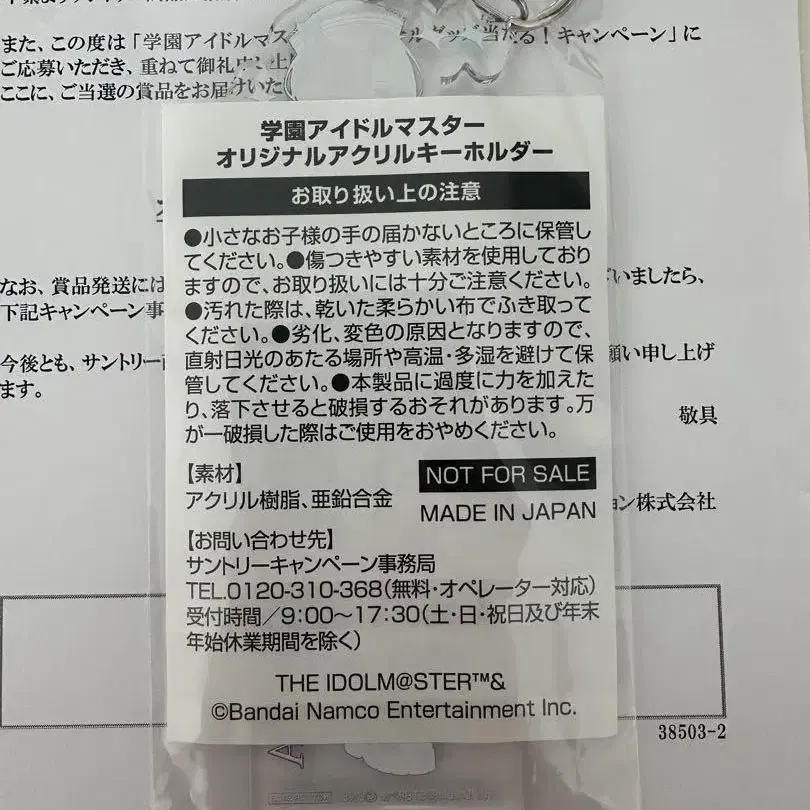 また、この度は「学園アイドルマス 当たる！キャンペーン」に
ご応募いただき、重ねて御礼
ここに、ご当選の賞品をお届けいた
学園アイドルマスター
オリジナルアクリルキーホルダー
お取り扱い上の注意
●小さなお子様の手の届かないところに保管し
てください。●傷つきやすい素材を使用しており
ますので、お取り扱いには十分ご注意ください。
●汚れた際は、乾いた柔らかい布でふき取って
ください。●劣化、変色の原因となりますので、
直射日光のあたる場所や高温・多湿を避けて保
管してください。●本製品に過度に力を加えた
り、落下させると破損するおそれがあります。万
が一破損した際はご使用をおやめください。
なお、賞品発送には
いましたら、
下記キャンペーン事
今後とも、サントリー
願い申し上げ
ます。
敬具
【素材】
アクリル樹脂、亜鉛合金
NOT FOR SALE
MADE IN JAPAN
ョン株式会社
【お問い合わせ先】
サントリーキャンペーン事務局
TEL.0120-310-368（無料・オペレーター対応）
受付時間／9:00～17:30（土・日・祝日及び年末
年始休業期間を除く）
THE IDOLM@STER™&
©Bandai Namco Entertainment Inc.
38503-2